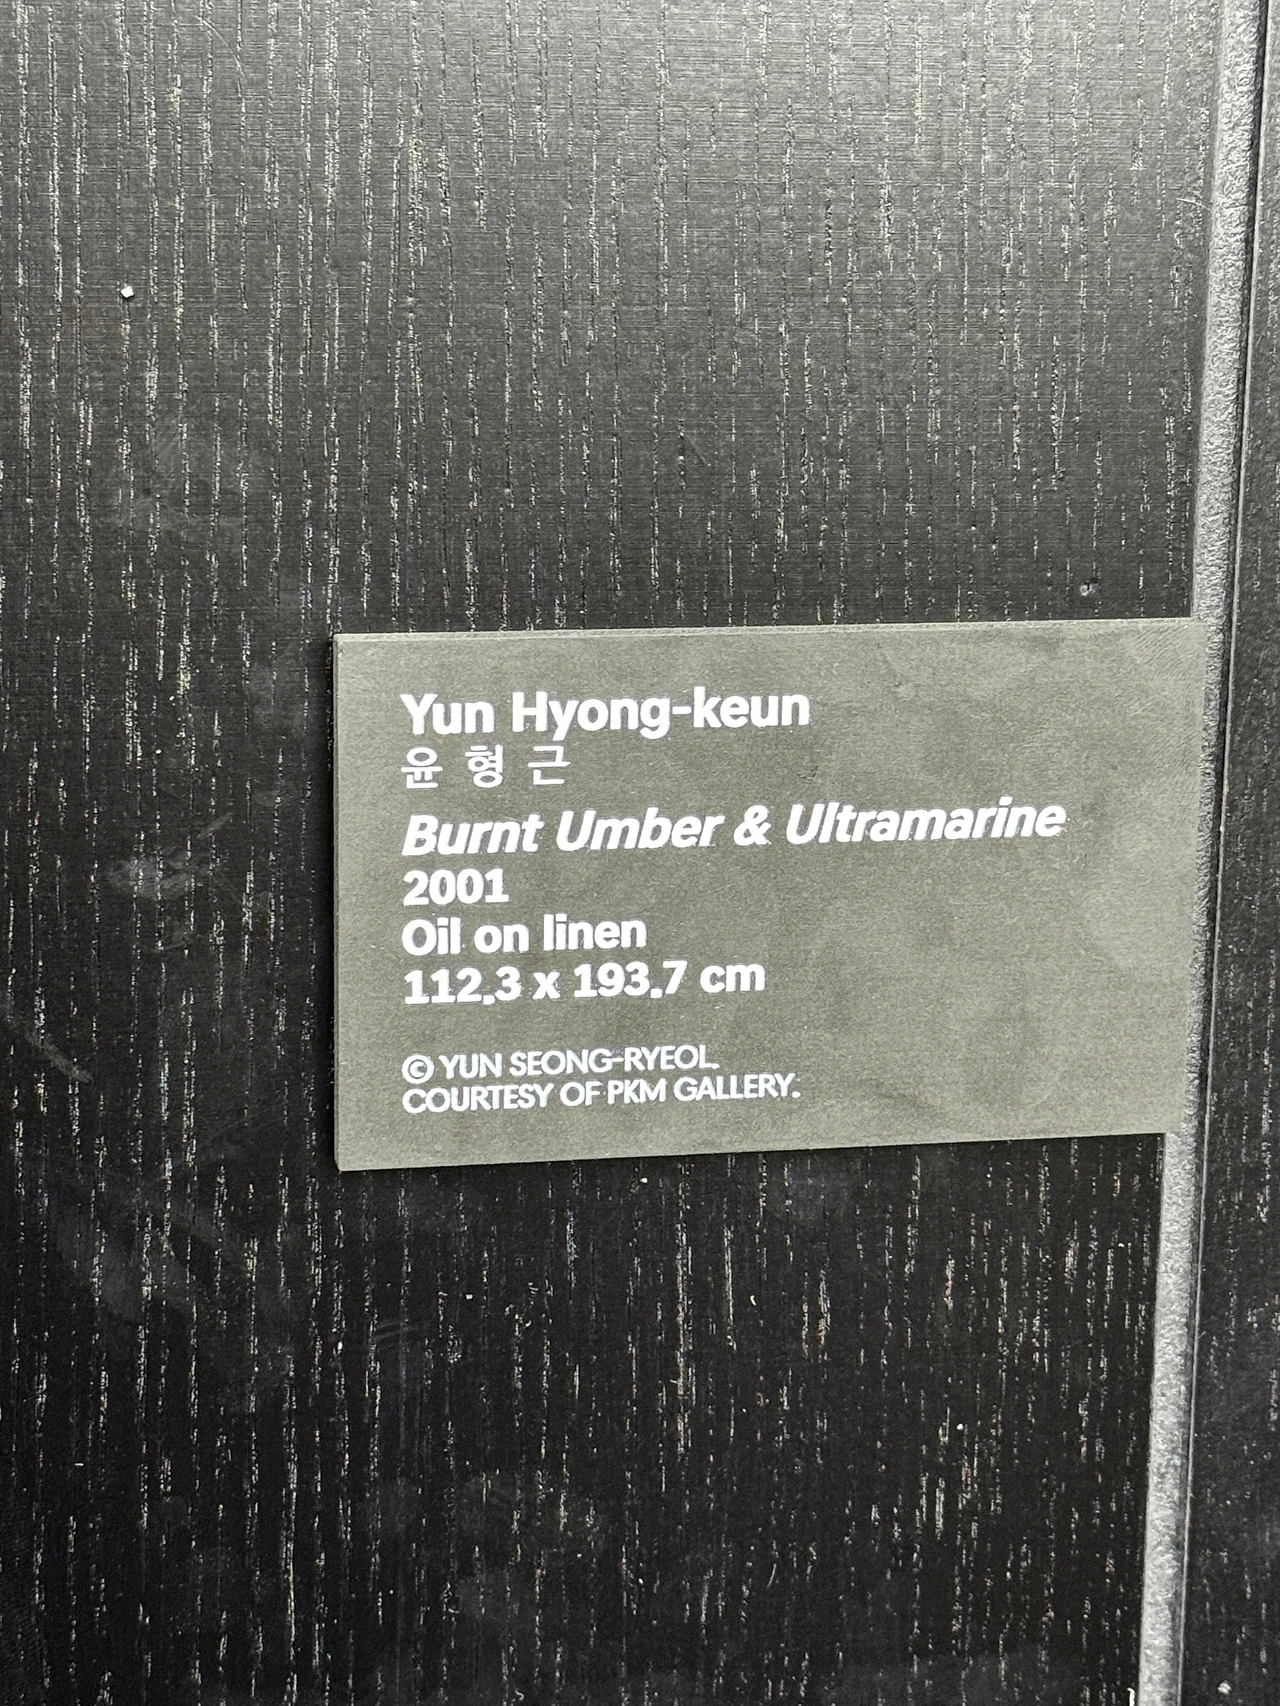 Yun Hyong-keun
윤 형 근
Burnt Umber & Ultramarine
2001
Oil on linen
112.3 x 193.7 cm
© YUN SEONG-RYEOL.
COURTESY OF PKM GALLERY.